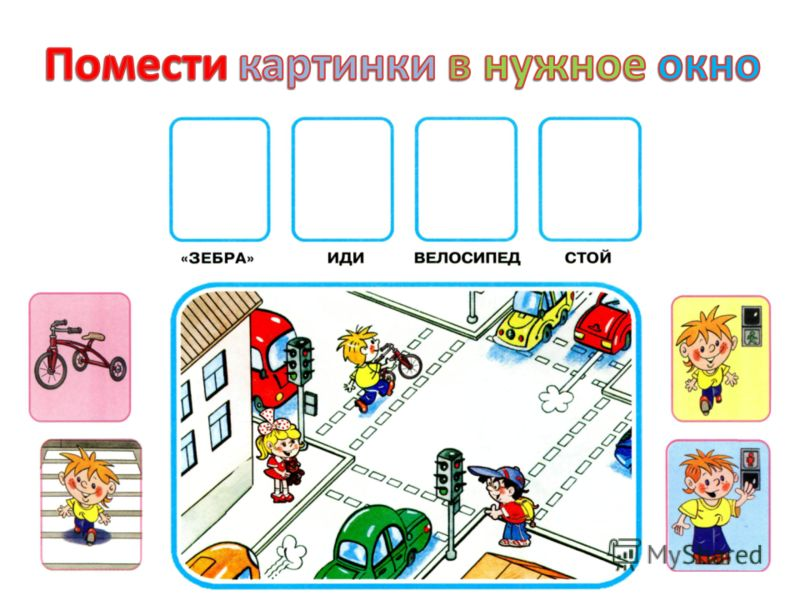 Помести картинки в нужное окно
«ЗЕБРА» ИДИ ВЕЛОСИПЕД СТОЙ
MyShared